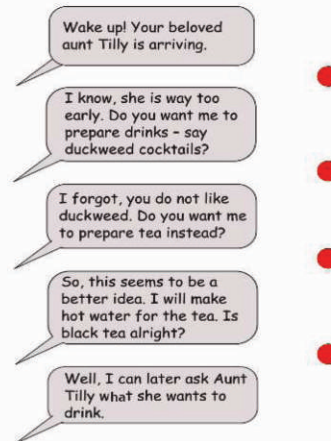 Wake up! Your beloved
aunt Tilly is arriving.
I know, she is way too
early. Do you want me to
prepare drinks – say
duckweed cocktails?
I forgot, you do not like
duckweed. Do you want me
to prepare tea instead?
So, this seems to be a
better idea. I will make
hot water for the tea. Is
black tea alright?
Well, I can later ask Aunt
Tilly what she wants to
drink.